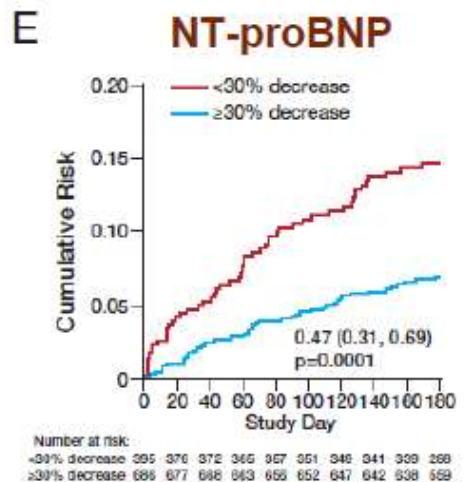 E
NT-proBNP
0.20
<30% decrease
≥30% decrease
0.15
0.10
0.05
0
Cumulative Risk
0.47 (0.31, 0.69)
p=0.0001
0 20 40 60 80 100 120 140 160 180
Study Day
Number at risk:
<30% decrease 395 376 372 365 357 351 349 341 339 268
≥30% decrease 686 677 668 663 656 652 647 642 638 559